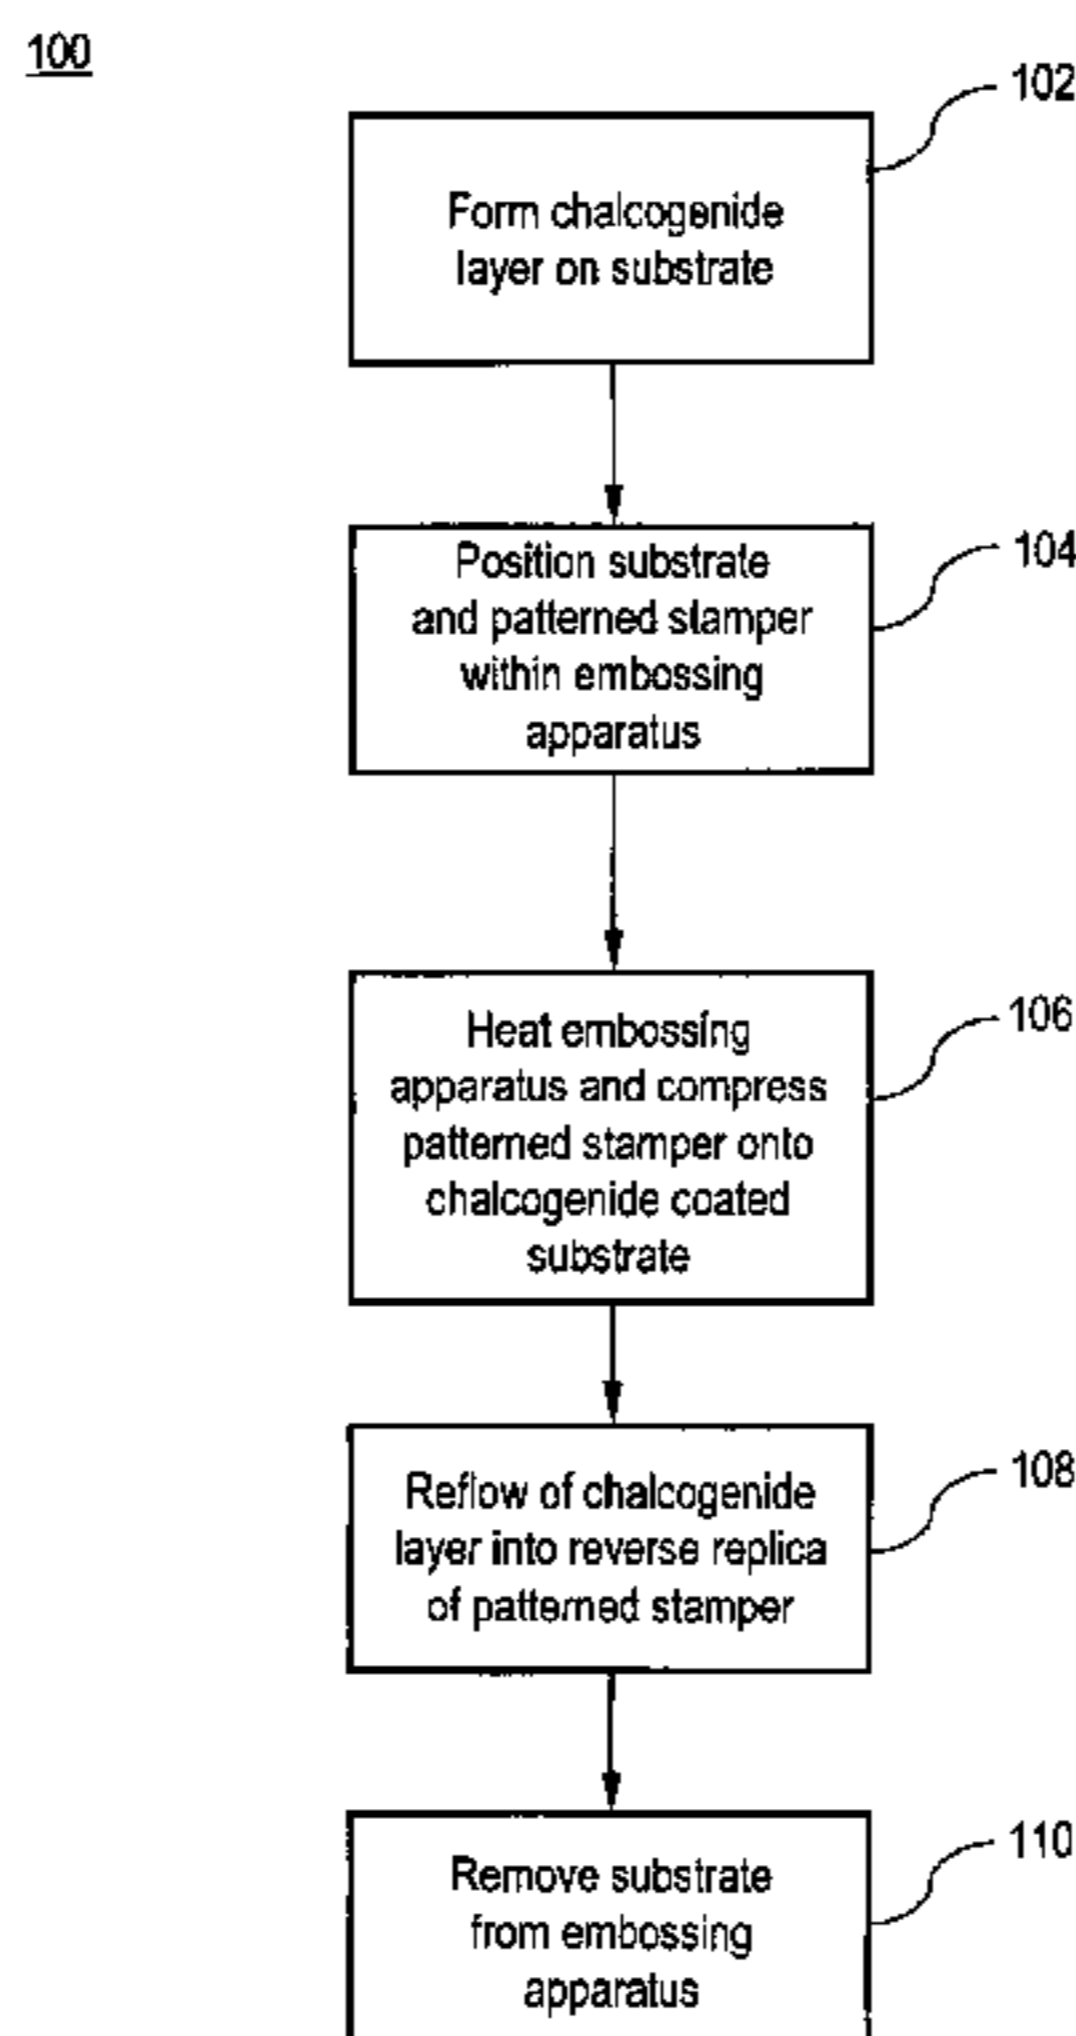 100
102
Form chalcogenide
layer on substrate
104
Position substrate
and patterned stamper
within embossing
apparatus
106
Heat embossing
apparatus and compress
patterned stamper onto
chalcogenide coated
substrate
108
Reflow of chalcogenide
layer into reverse replica
of patterned stamper
110
Remove substrate
from embossing
apparatus